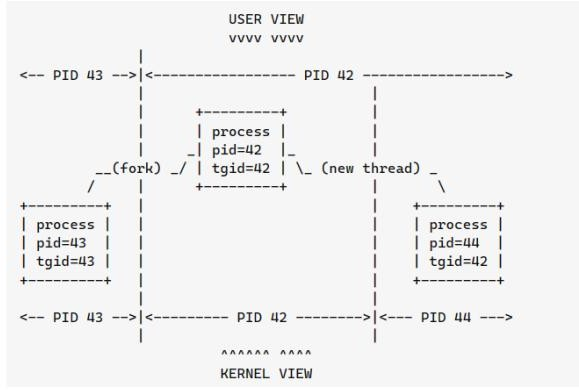 USER VIEW
vvvv vvvv
|
<-- PID 43 -->|<----------------- PID 42 ----------------->
| |
| +---------+ |
| | process | |
| _| pid=42 |_ |
__(fork) _/ | tgid=42 | \_ (new thread) _
/ | +---------+ | \
+---------+ | | +---------+
| process | | | | process |
| pid=43 | | | | pid=44 |
| tgid=43 | | | | tgid=42 |
+---------+ | | +---------+
| |
<-- PID 43 -->|<--------- PID 42 -------->|<--- PID 44 --->
| |
^^^^^^ ^^^^
KERNEL VIEW